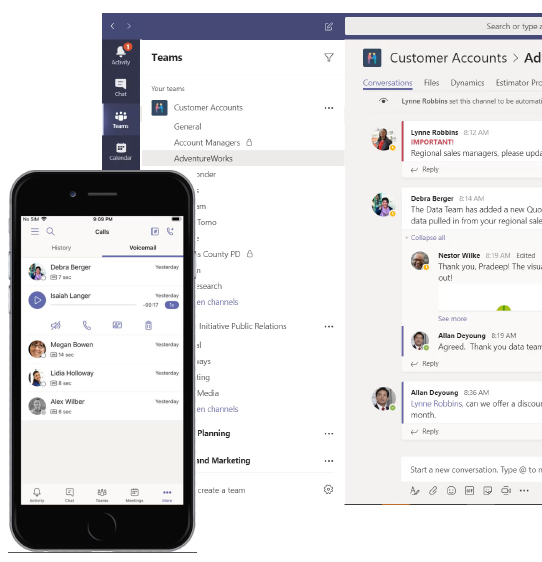 Search or type a
Activity
1
Chat
Teams
Calendar
Teams
Your teams
Customer Accounts
General
Account Managers
AdventureWorks
onder
s
am
Tomo
e
s County PD
n
esearch
en channels
Initiative Public Relations
al
ways
ting
Media
en channels
Planning
and Marketing
create a team
Customer Accounts > Ad
Conversations Files Dynamics Estimator Pro
Lynne Robbins set this channel to be automati
Lynne Robbins 8:12 AM
IMPORTANT!
Regional sales managers, please upda
Reply
Debra Berger 8:14 AM
The Data Team has added a new Quo
data pulled in from your regional sale
Collapse all
Nestor Wilke 8:19 AM Edited
Thank you, Pradeep! The visu
out!
See more
Allan Deyoung 8:19 AM
Agreed. Thank you data team
Reply
Allan Deyoung 8:36 AM
Lynne Robbins, can we offer a discou
month.
Reply
Start a new conversation. Type @ to m
GIF
No SIM 9:09 PM
Calls
History Voicemail
Debra Berger Yesterday
7 sec
Isaiah Langer Yesterday
-00:17 1x
Megan Bowen Yesterday
14 sec
Lidia Holloway Yesterday
8 sec
Alex Wilber Yesterday
6 sec
Activity Chat Teams Meetings More